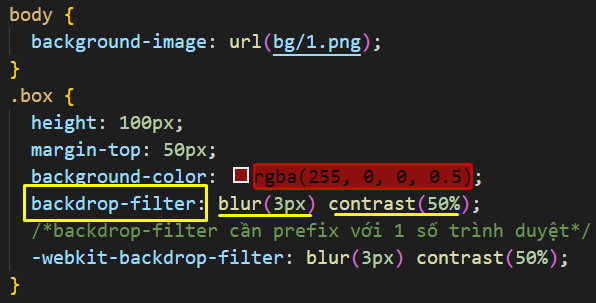 body {
background-image: url(bg/1.png);
}
.box {
height: 100px;
margin-top: 50px;
background-color: rgba(255, 0, 0, 0.5);
backdrop-filter: blur(3px) contrast(50%);
/*backdrop-filter cần prefix với 1 số trình duyệt*/
-webkit-backdrop-filter: blur(3px) contrast(50%);
}